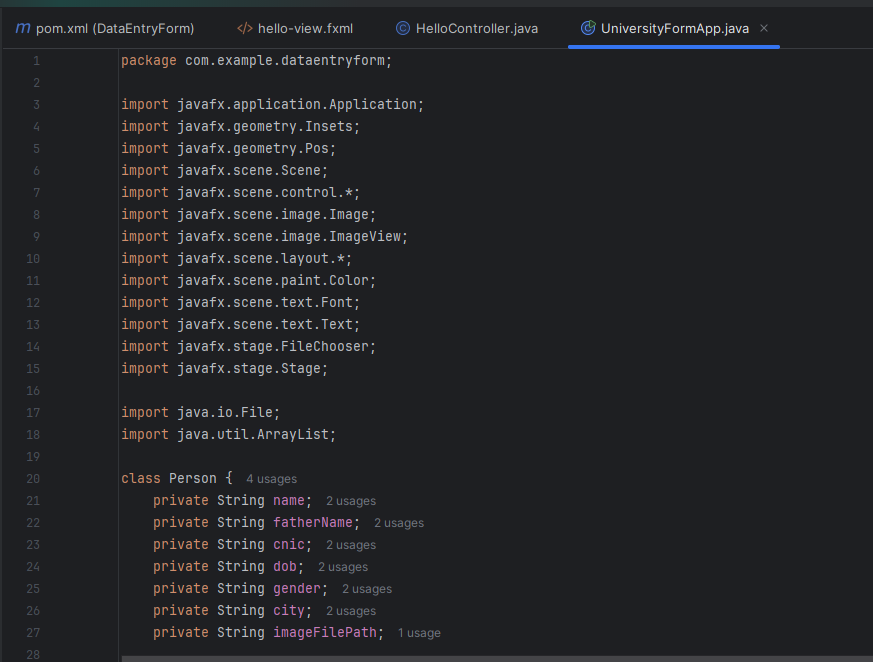 m pom.xml (DataEntryForm) </> hello-view.fxml C HelloController.java C UniversityFormApp.java ×
1 package com.example.dataentryform;
2
3 import javafx.application.Application;
4 import javafx.geometry.Insets;
5 import javafx.geometry.Pos;
6 import javafx.scene.Scene;
7 import javafx.scene.control.*;
8 import javafx.scene.image.Image;
9 import javafx.scene.image.ImageView;
10 import javafx.scene.layout.*;
11 import javafx.scene.paint.Color;
12 import javafx.scene.text.Font;
13 import javafx.scene.text.Text;
14 import javafx.stage.FileChooser;
15 import javafx.stage.Stage;
16
17 import java.io.File;
18 import java.util.ArrayList;
19
20 class Person { 4 usages
21 private String name; 2 usages
22 private String fatherName; 2 usages
23 private String cnic; 2 usages
24 private String dob; 2 usages
25 private String gender; 2 usages
26 private String city; 2 usages
27 private String imageFilePath; 1 usage
28